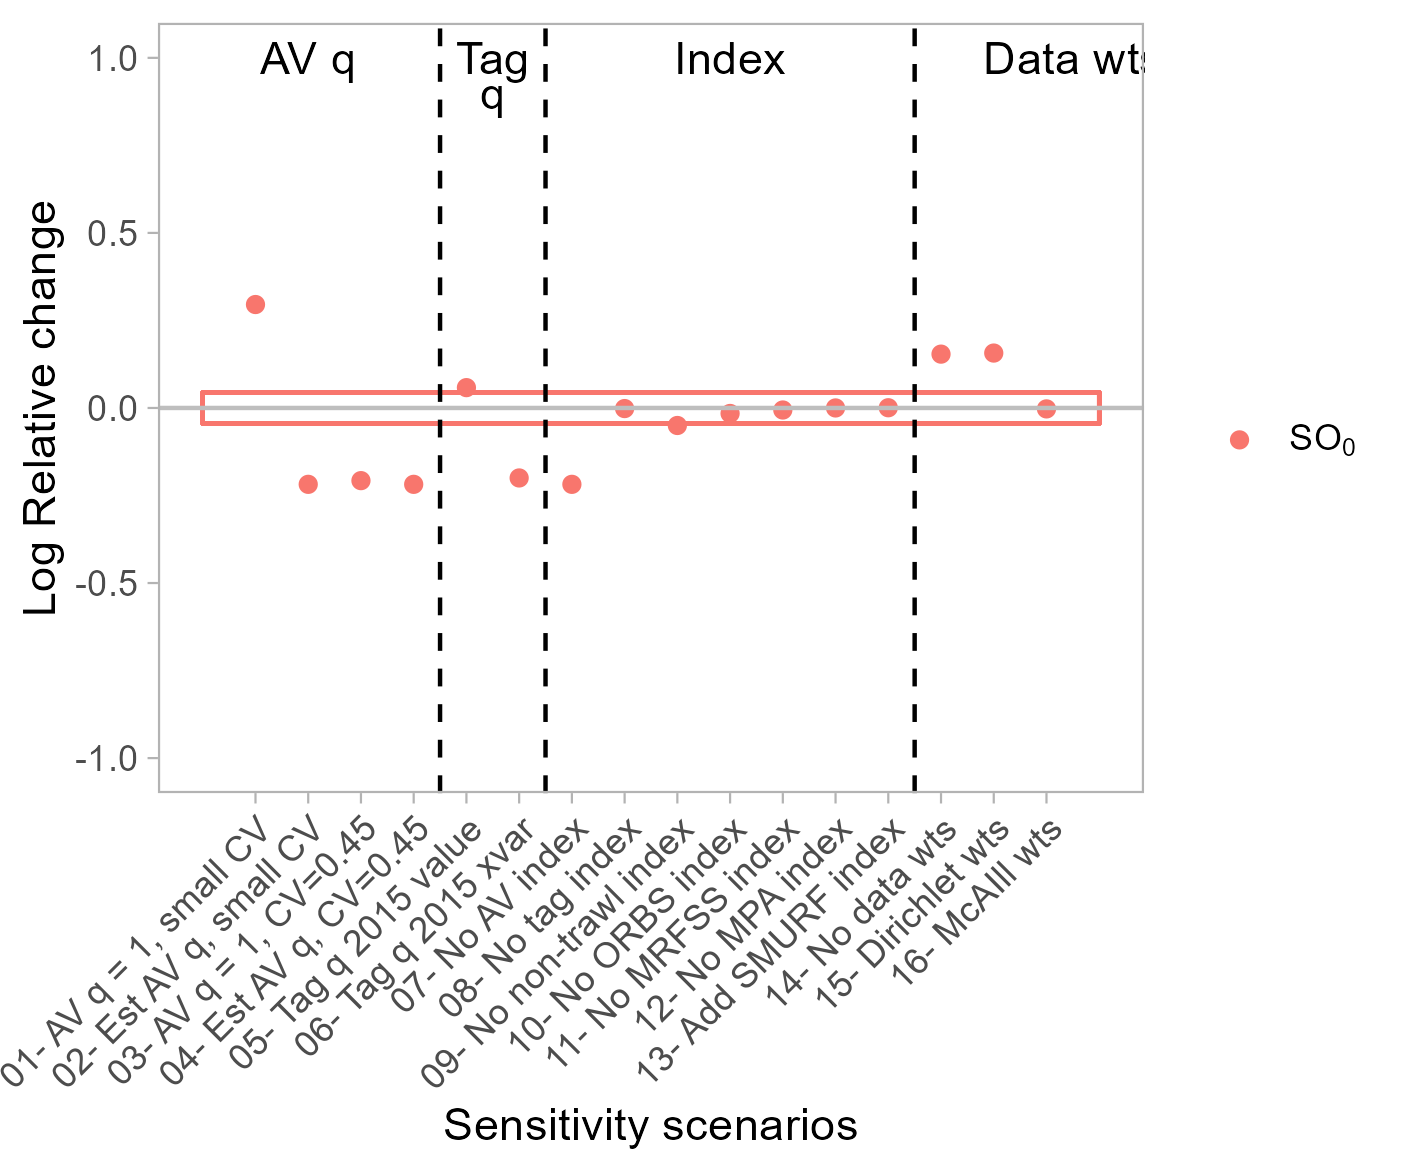 AV q
Tag
q
Index
Data wts
1.0
0.5
0.0
-0.5
-1.0
Log Relative change
01- AV q = 1, small CV
02- Est AV q, small CV
03- AV q = 1, CV=0.45
04- Est AV q, CV=0.45
05- Tag q 2015 value
06- Tag q 2015 xvar
07- No AV index
08- No tag index
09- No non-trawl index
10- No ORBS index
11- No MRFSS index
12- No MPA index
13- Add SMURF index
14- No data wts
15- Dirichlet wts
16- McAlll wts
Sensitivity scenarios
SO₀